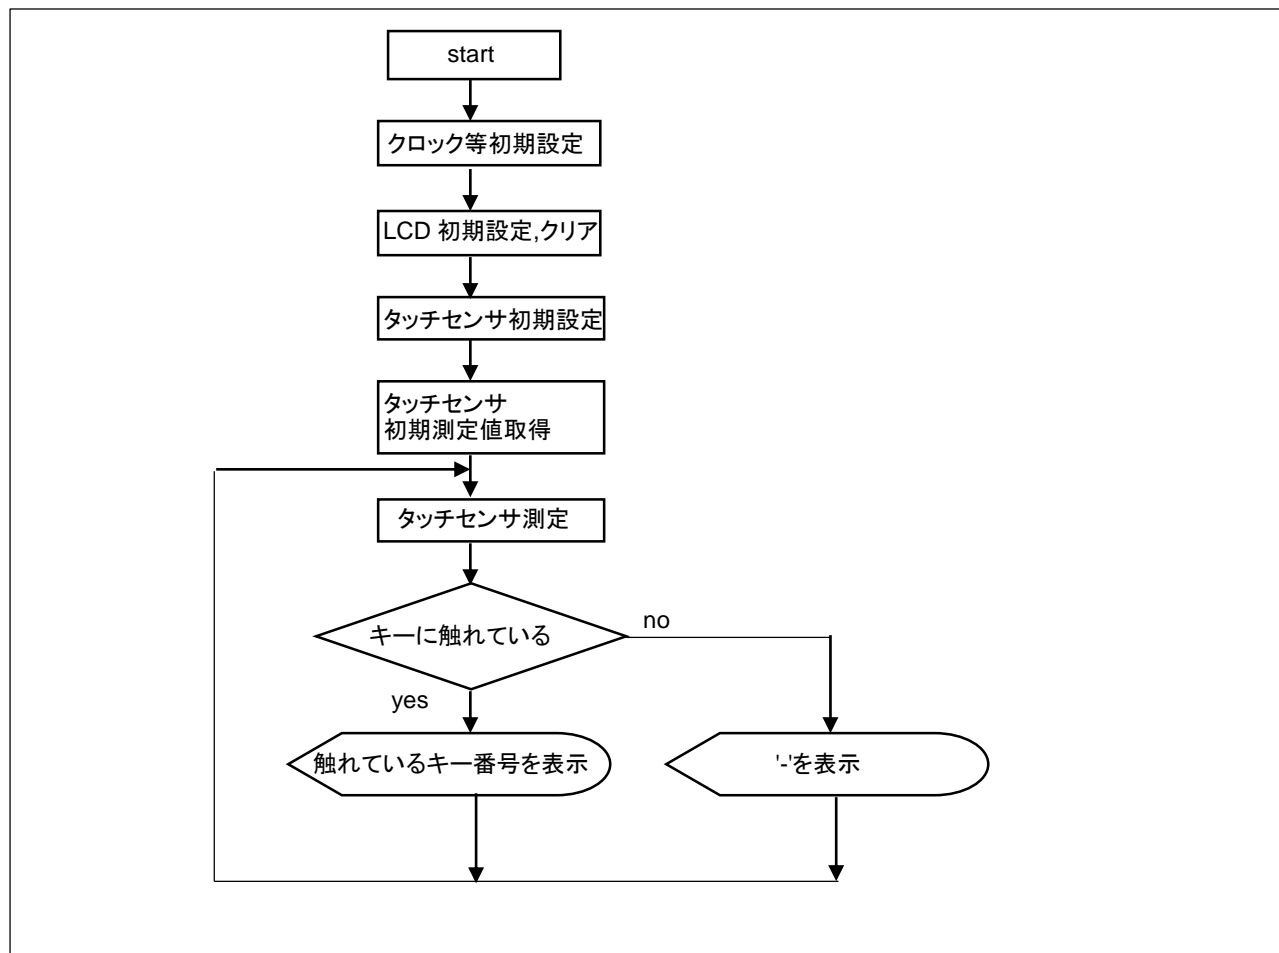 start
クロック等初期設定
LCD 初期設定,クリア
タッチセンサ初期設定
タッチセンサ
初期測定値取得
タッチセンサ測定
キーに触れている
no
yes
触れているキー番号を表示
'-'を表示